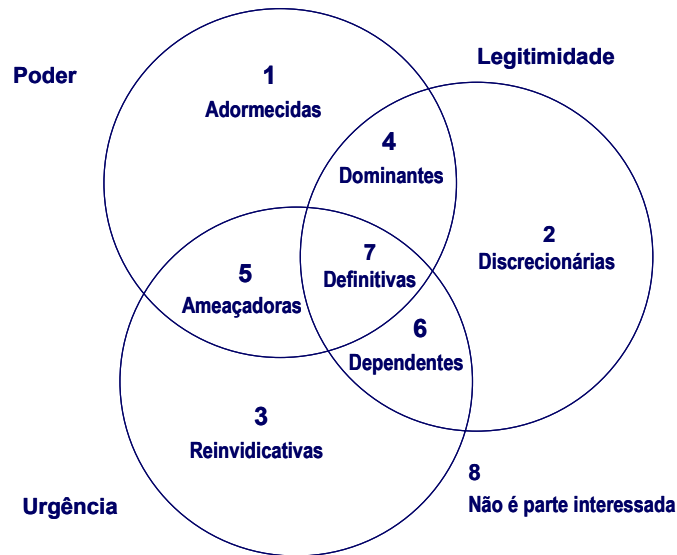 Poder
1
Adormecidas
Legitimidade
4
Dominantes
2
Discrecionárias
7
Definitivas
5
Ameaçadoras
6
Dependentes
3
Reinvidicativas
8
Não é parte interessada
Urgência